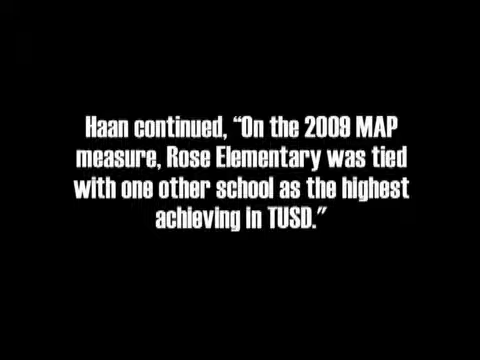 Haan continued, “On the 2009 MAP
measure, Rose Elementary was tied
with one other school as the highest
achieving in TUSD.”